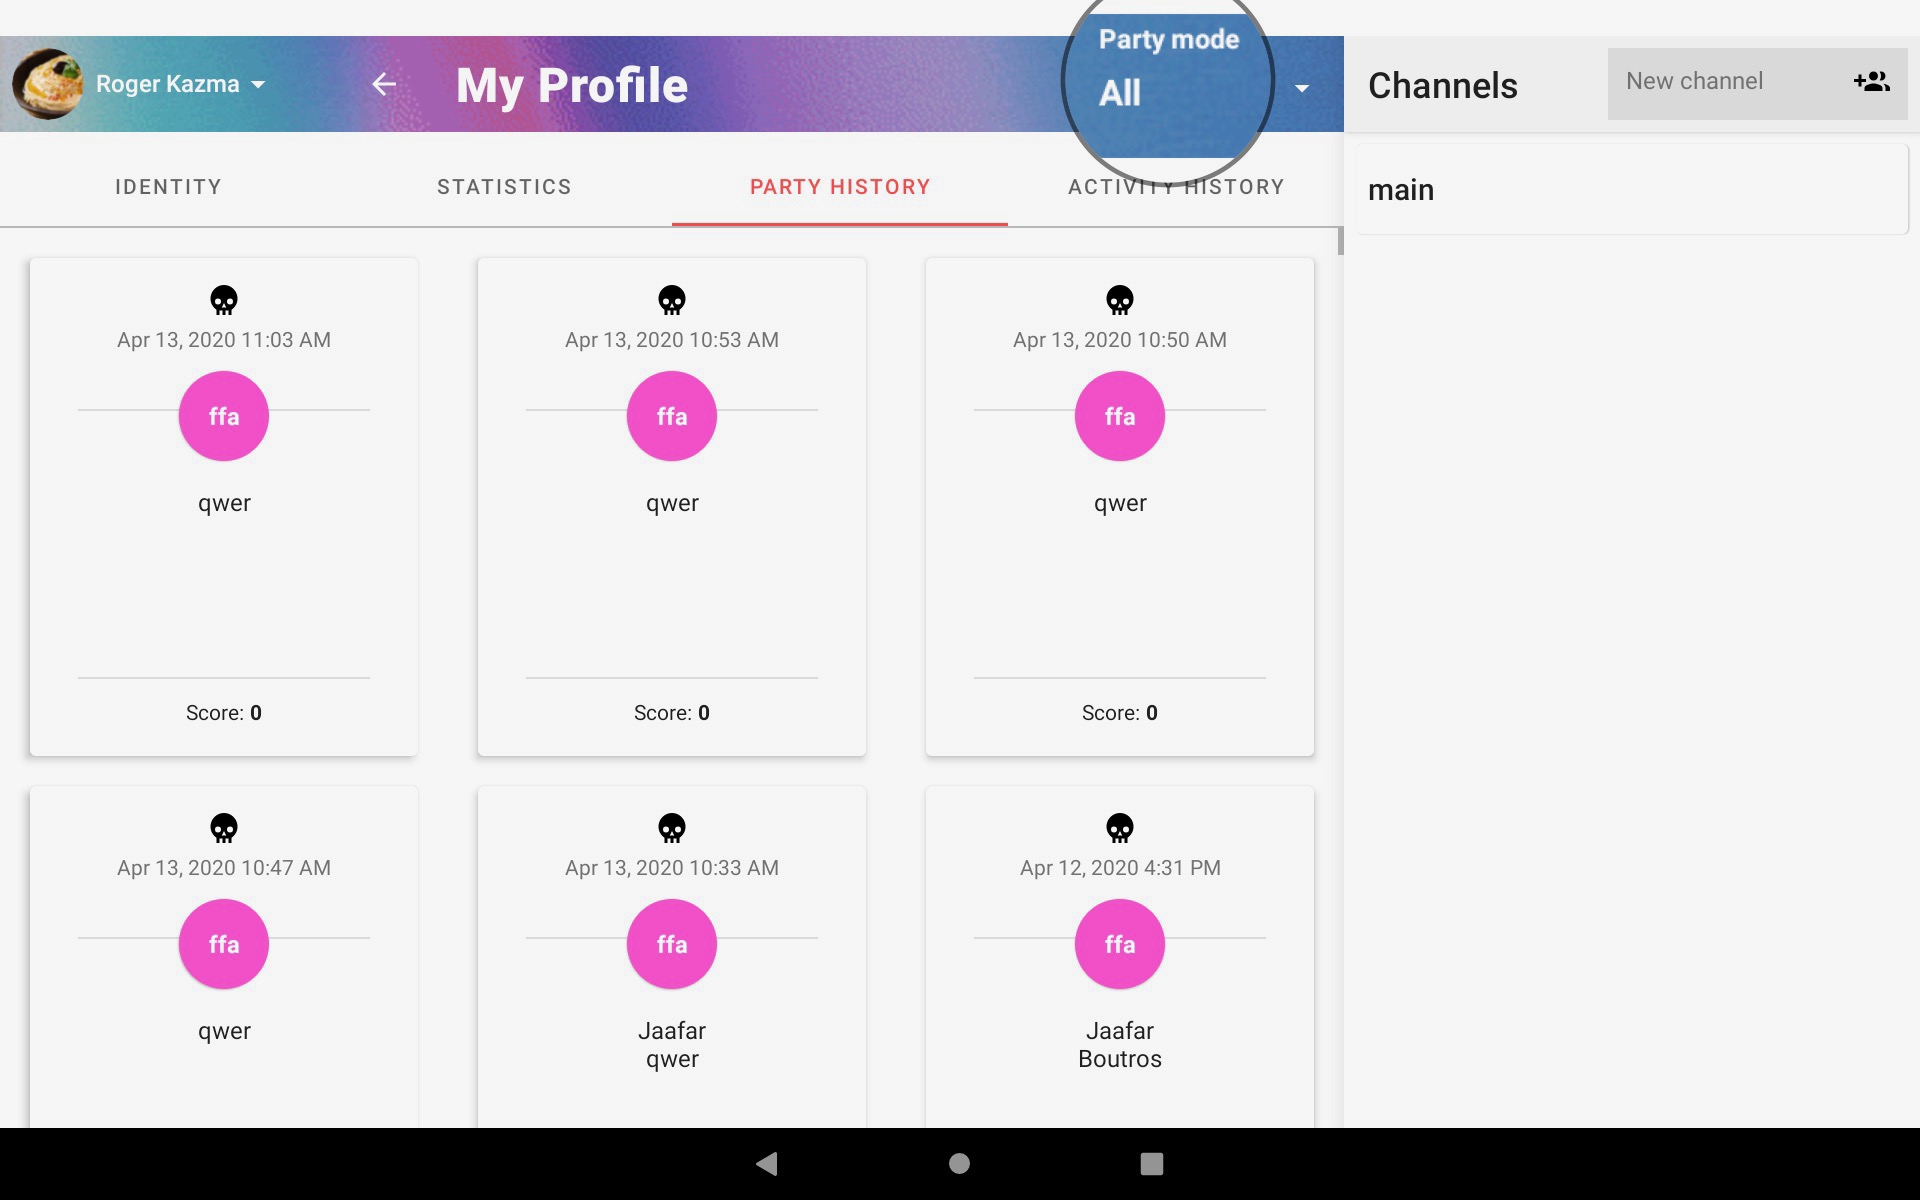 Roger Kazma
My Profile
Party mode
All
Channels
New channel
IDENTITY
STATISTICS
PARTY HISTORY
ACTIVITY HISTORY
main
Apr 13, 2020 11:03 AM
ffa
qwer
Score: 0
Apr 13, 2020 10:53 AM
ffa
qwer
Score: 0
Apr 13, 2020 10:50 AM
ffa
qwer
Score: 0
Apr 13, 2020 10:47 AM
ffa
qwer
Apr 13, 2020 10:33 AM
ffa
Jaafar
qwer
Apr 12, 2020 4:31 PM
ffa
Jaafar
Boutros